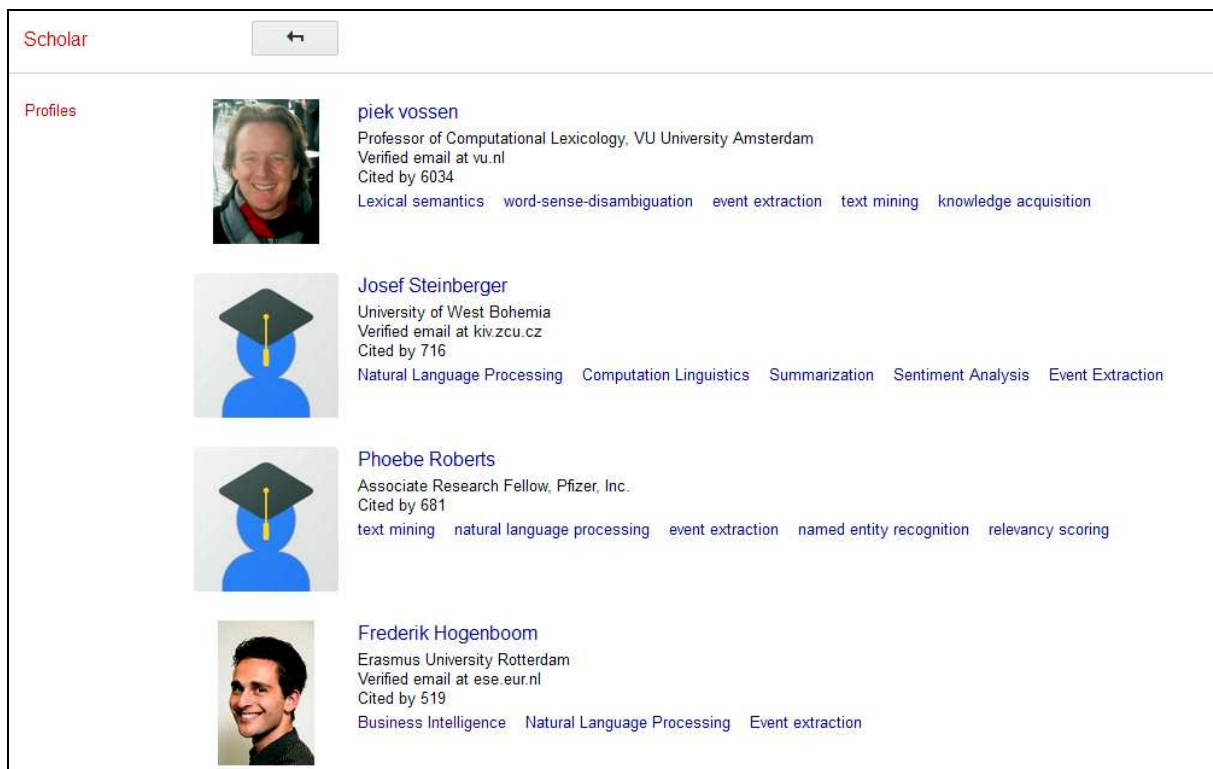 Scholar
Profiles
piek vossen
Professor of Computational Lexicology, VU University Amsterdam
Verified email at vu.nl
Cited by 6034
Lexical semantics word-sense-disambiguation event extraction text mining knowledge acquisition
Josef Steinberger
University of West Bohemia
Verified email at kiv.zcu.cz
Cited by 716
Natural Language Processing Computation Linguistics Summarization Sentiment Analysis Event Extraction
Phoebe Roberts
Associate Research Fellow, Pfizer, Inc.
Cited by 681
text mining natural language processing event extraction named entity recognition relevancy scoring
Frederik Hogenboom
Erasmus University Rotterdam
Verified email at ese.eur.nl
Cited by 519
Business Intelligence Natural Language Processing Event extraction